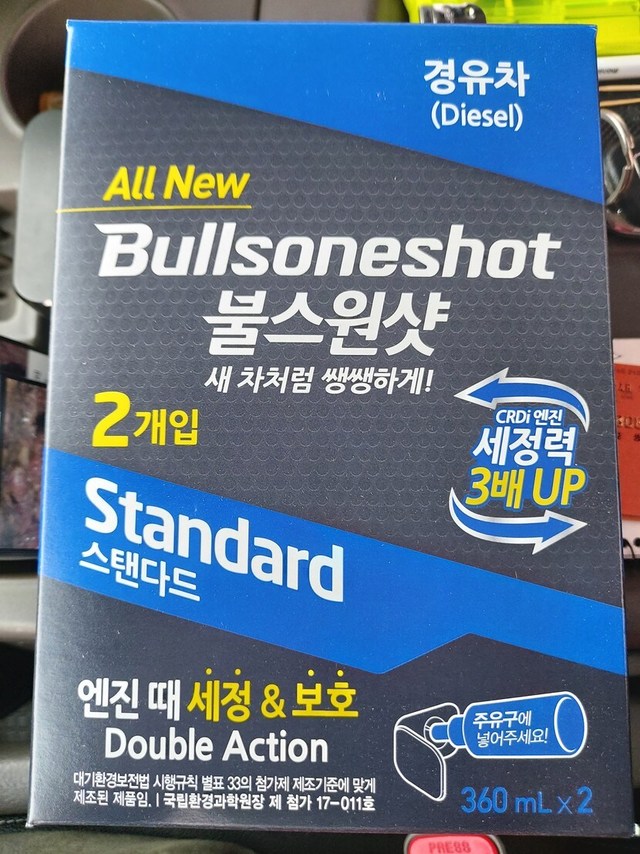 경유차
(Diesel)
All New
Bullsoneshot
불스원샷
새 차처럼 쌩쌩하게!
2개입
CRDi 엔진
세정력
3배 UP
Standard
스탠다드
엔진 때 세정 & 보호
Double Action
주유구에
넣어주세요!
대기환경보전법 시행규칙 별표 33의 첨가제 제조기준에 맞게
제조된 제품임. I 국립환경과학원장 제 첨가 17-011호
360 mL x 2
PRESS